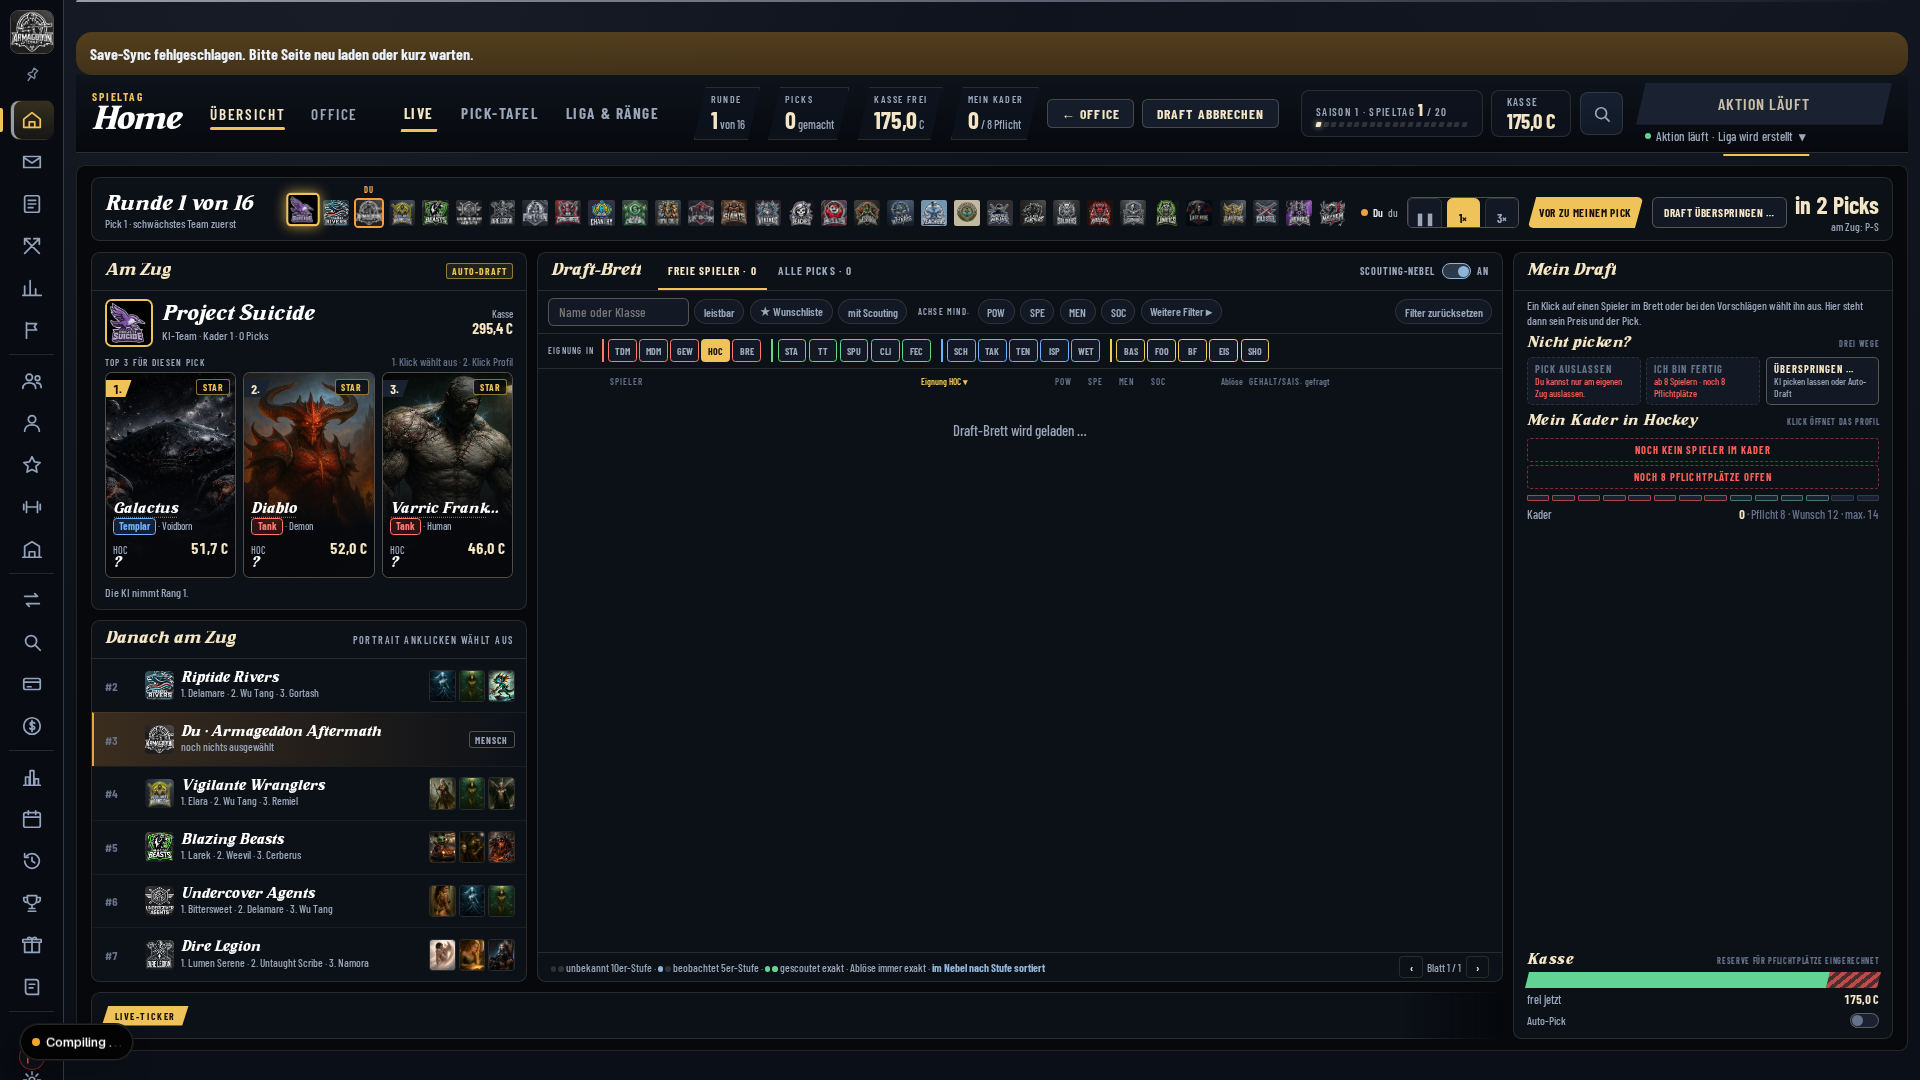 Save-Sync fehlgeschlagen. Bitte Seite neu laden oder kurz warten.
SPIELTAG
Home
ÜBERSICHT
OFFICE
LIVE
PICK-TAFEL
LIGA & RÄNGE
RUNDE
1 von 16
PICKS
0 gemacht
KASSE FREI
175,0 C
MEIN KADER
0 / 8 Pflicht
← OFFICE
DRAFT ABBRECHEN
SAISON 1 · SPIELTAG 1 / 20
KASSE
175,0 C
AKTION LÄUFT
Aktion läuft · Liga wird erstellt ▼
Runde 1 von 16
Pick 1 · schwächstes Team zuerst
DU
Du du
1×
3×
VOR ZU MEINEM PICK
DRAFT ÜBERSPRINGEN ...
in 2 Picks
am Zug: P-S
Am Zug
AUTO-DRAFT
Project Suicide
KI-Team · Kader 1 · 0 Picks
Kasse
295,4 C
TOP 3 FÜR DIESEN PICK
1. Klick wählt aus · 2. Klick Profil
1.
STAR
Galactus
Templar · Voidborn
HOC
?
51,7 C
2.
STAR
Diablo
Tank · Demon
HOC
?
52,0 C
3.
STAR
Varric Frank...
Tank · Human
HOC
?
46,0 C
Die KI nimmt Rang 1.
Danach am Zug
PORTRAIT ANKLICKEN WÄHLT AUS
#2
Riptide Rivers
1. Delamare · 2. Wu Tang · 3. Gortash
#3
Du · Armageddon Aftermath
noch nichts ausgewählt
MENSCH
#4
Vigilante Wranglers
1. Elara · 2. Wu Tang · 3. Remiel
#5
Blazing Beasts
1. Larek · 2. Weevil · 3. Cerberus
#6
Undercover Agents
1. Bittersweet · 2. Delamare · 3. Wu Tang
#7
Dire Legion
1. Lumen Serene · 2. Untaught Scribe · 3. Namora
LIVE-TICKER
Compiling ...
Draft-Brett
FREIE SPIELER · 0
ALLE PICKS · 0
SCOUTING-NEBEL
AN
Name oder Klasse
leistbar
★ Wunschliste
mit Scouting
ACHSE MIND.
POW
SPE
MEN
SOC
Weitere Filter ▸
Filter zurücksetzen
EIGNUNG IN
TDM
MDM
GEW
HOC
BRE
STA
TT
SPU
CLI
FEC
SCH
TAK
TEN
ISP
WET
BAS
FOO
BF
EIS
SHO
SPIELER
Eignung HOC ▾
POW
SPE
MEN
SOC
Ablöse
GEHALT/SAIS.
gefragt
Draft-Brett wird geladen ...
unbekannt 10er-Stufe · beobachtet 5er-Stufe · gescoutet exakt · Ablöse immer exakt · im Nebel nach Stufe sortiert
‹
Blatt 1 / 1
›
Mein Draft
Ein Klick auf einen Spieler im Brett oder bei den Vorschlägen wählt ihn aus. Hier steht
dann sein Preis und der Pick.
Nicht picken?
DREI WEGE
PICK AUSLASSEN
Du kannst nur am eigenen
Zug auslassen.
ICH BIN FERTIG
ab 8 Spielern · noch 8
Pflichtplätze
ÜBERSPRINGEN ...
KI picken lassen oder Auto-
Draft
Mein Kader in Hockey
KLICK ÖFFNET DAS PROFIL
NOCH KEIN SPIELER IM KADER
NOCH 8 PFLICHTPLÄTZE OFFEN
Kader
0 · Pflicht 8 · Wunsch 12 · max. 14
Kasse
RESERVE FÜR PFLICHTPLÄTZE EINGERECHNET
frei jetzt
175,0 C
Auto-Pick